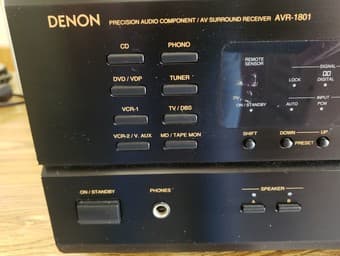 DENON PRECISION AUDIO COMPONENT / AV SURROUND RECEIVER AVR-1801
CD PHONO
DVD / VDP TUNER
VCR-1 TV / DBS
VCR-2 / V. AUX MD / TAPE MON
REMOTE SENSOR
SIGNAL
LOCK DIGITAL
INPUT
ON / STANDBY AUTO PCM
SHIFT DOWN UP
PRESET
ON / STANDBY PHONES SPEAKER
A B